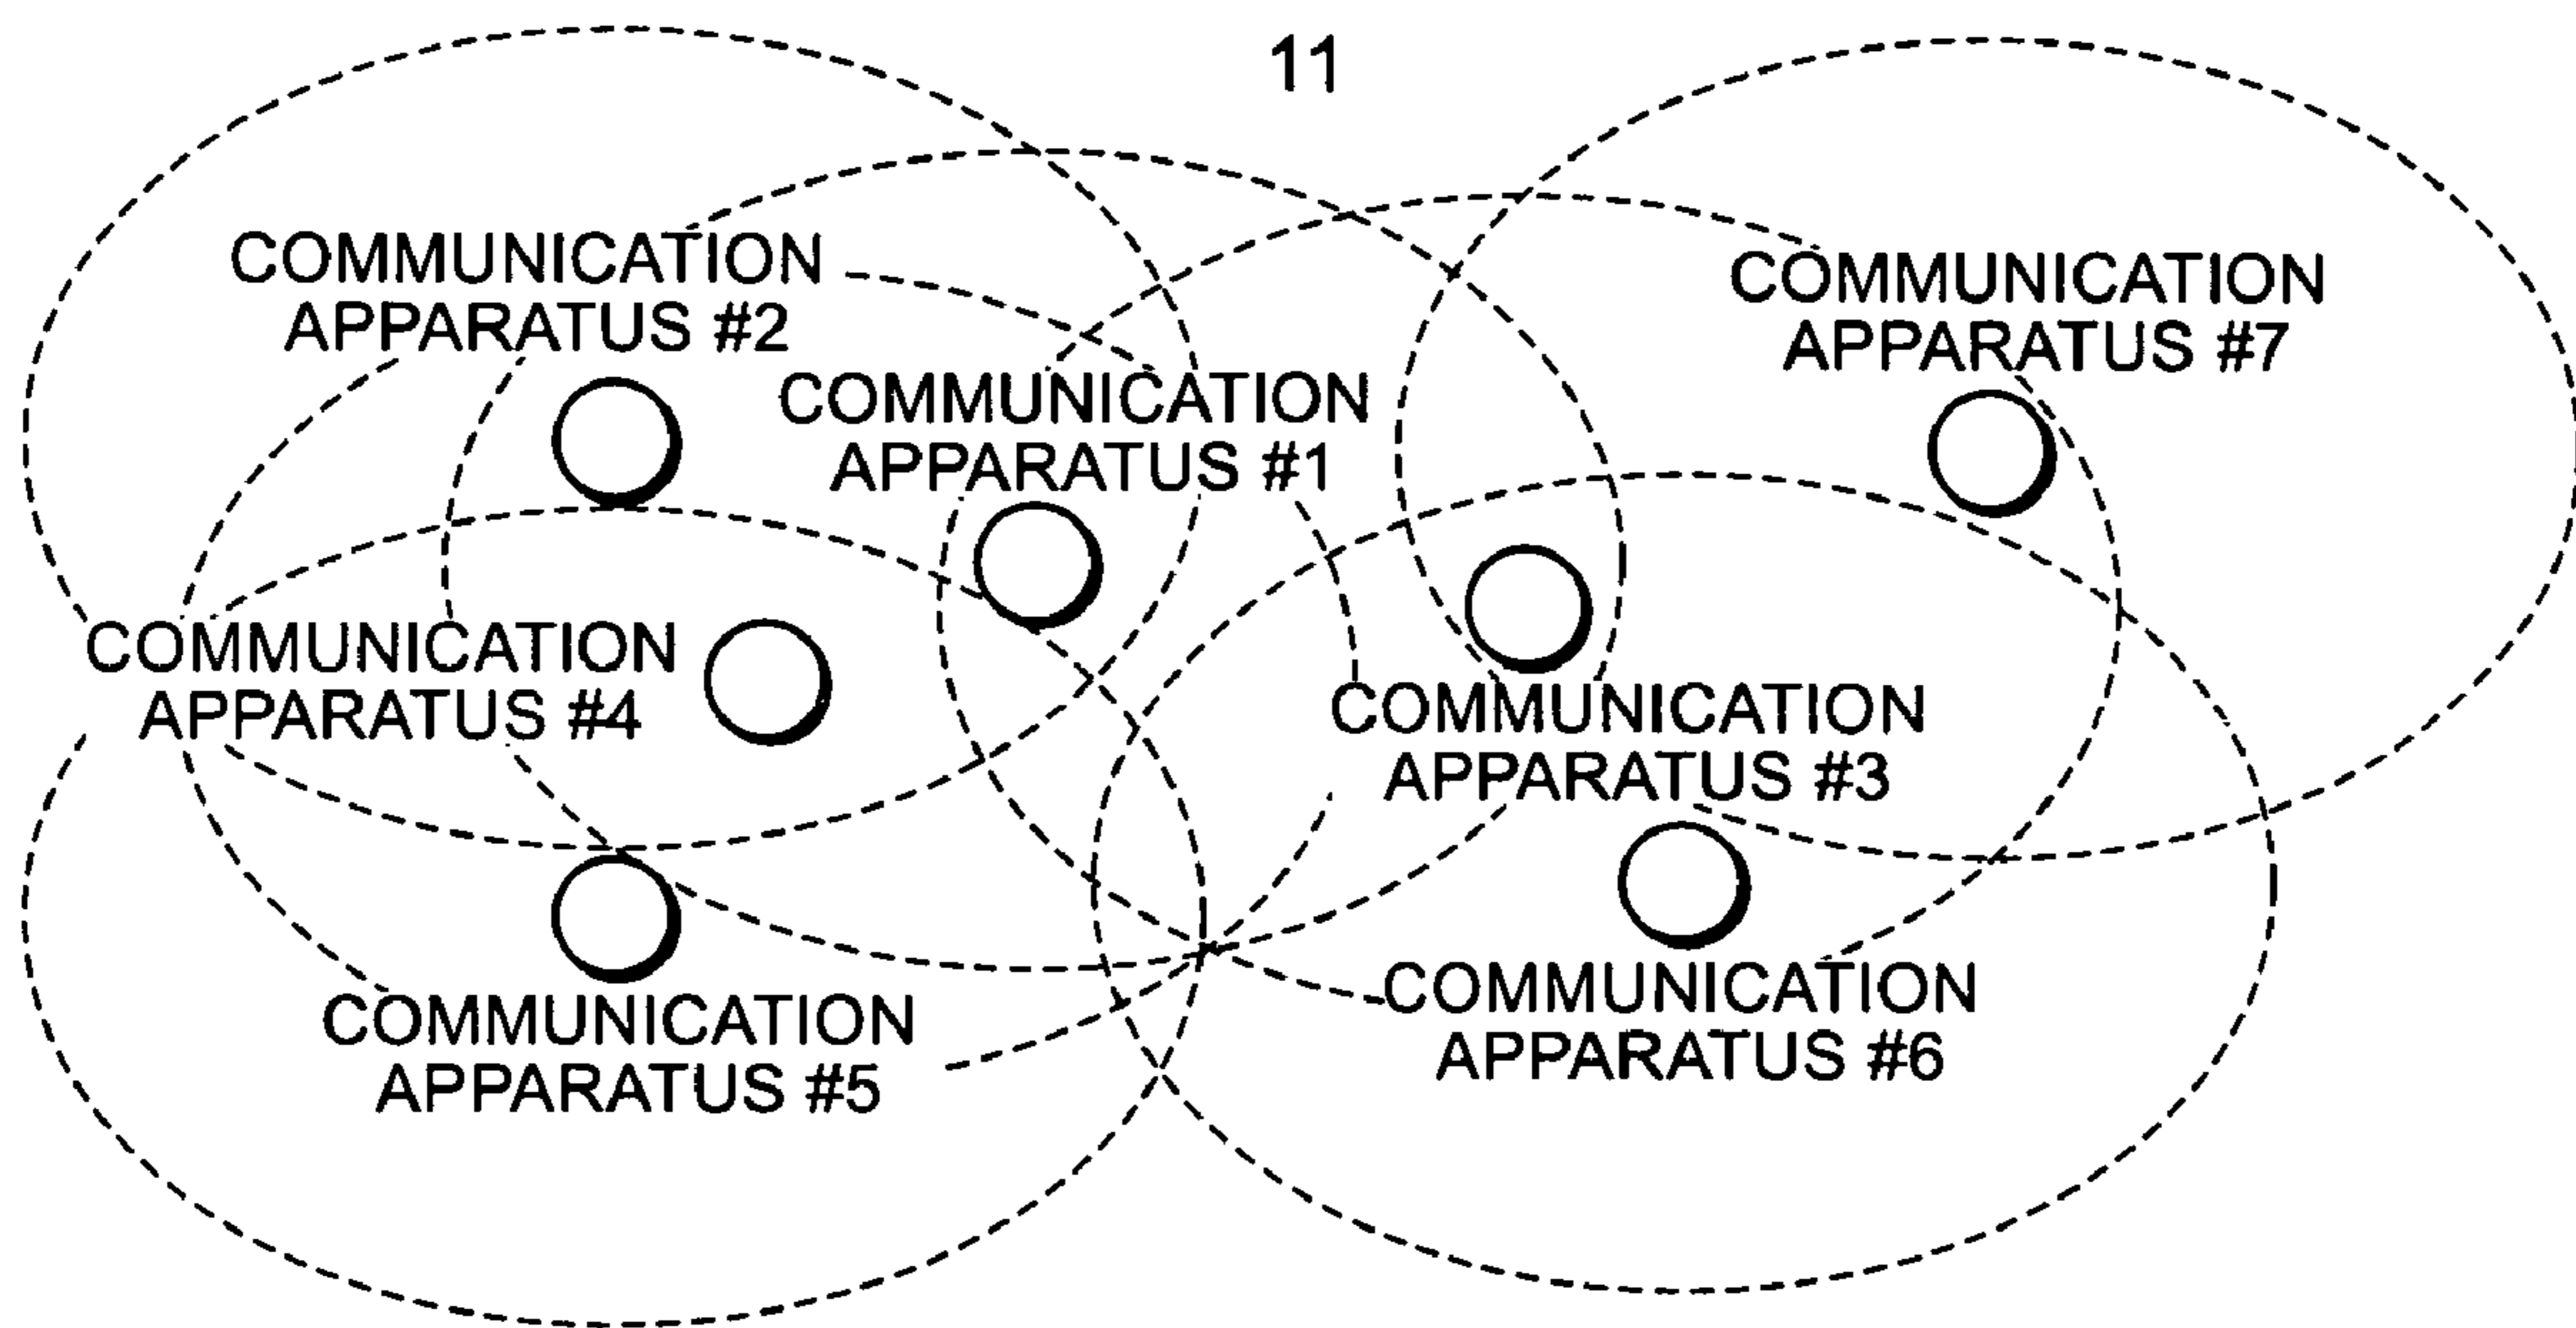 11
COMMUNICATION
APPARATUS #2
COMMUNICATION
APPARATUS #7
COMMUNICATION
APPARATUS #1
COMMUNICATION
APPARATUS #4
COMMUNICATION
APPARATUS #3
COMMUNICATION
APPARATUS #5
COMMUNICATION
APPARATUS #6